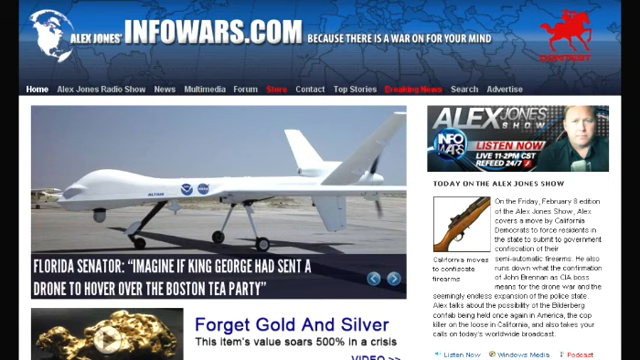 ALEX JONES' INFOWARS.COM BECAUSE THERE IS A WAR ON FOR YOUR MIND
Home Alex Jones Radio Show News Multimedia Forum Store Contact Top Stories Breaking News Search Advertise
FLORIDA SENATOR: “IMAGINE IF KING GEORGE HAD SENT A
DRONE TO HOVER OVER THE BOSTON TEA PARTY”
Forget Gold And Silver
This item's value soars 500% in a crisis
VIDEO >>
ALEX JONES
SHOW
INFO
WARS
LISTEN NOW
LIVE 11-2PM CST
REFEED 24/7
TODAY ON THE ALEX JONES SHOW
California moves
to confiscate
firearms
On the Friday, February 8 edition
of the Alex Jones Show, Alex
covers a move by California
Democrats to force residents in
the state to submit to government
confiscation of their
semi-automatic firearms. He also
runs down what the confirmation
of John Brennan as CIA boss
means for the drone war and the
seemingly endless expansion of the police state.
Alex talks about the possibility of the Bilderberg
confab being held once again in America, the cop
killer on the loose in California, and also takes your
calls on today's worldwide broadcast.
Listen Now Windows Media Podcast